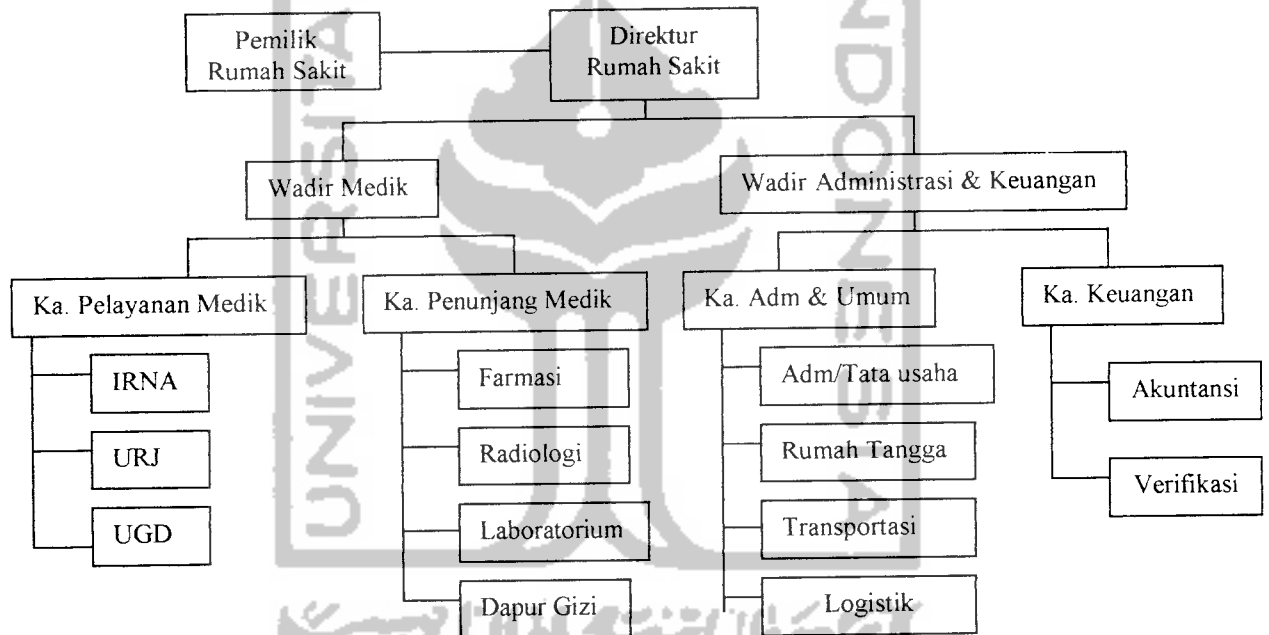 Pemilik
Rumah Sakit
Direktur
Rumah Sakit
Wadir Medik
Wadir Administrasi & Keuangan
Ka. Pelayanan Medik
Ka. Penunjang Medik
Ka. Adm & Umum
Ka. Keuangan
IRNA
URJ
UGD
Farmasi
Radiologi
Laboratorium
Dapur Gizi
Adm/Tata usaha
Rumah Tangga
Transportasi
Logistik
Akuntansi
Verifikasi
UNIVERSITA
NDONESIA